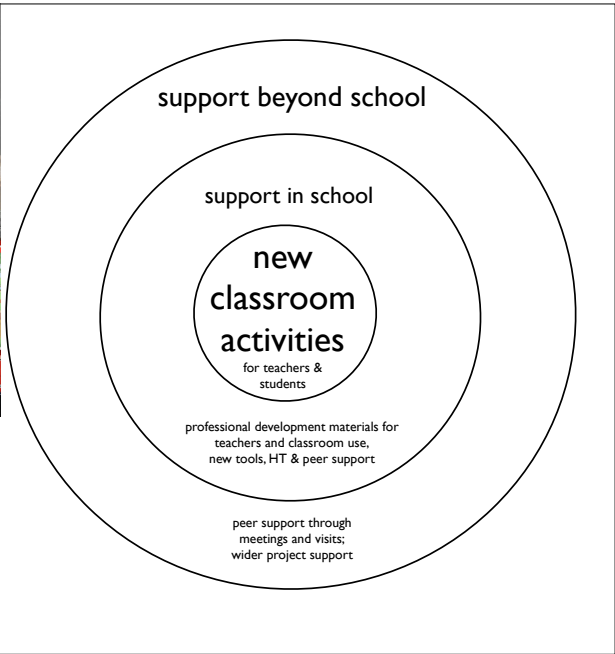 support beyond school
support in school
new
classroom
activities
for teachers &
students
professional development materials for
teachers and classroom use,
new tools, HT & peer support
peer support through
meetings and visits;
wider project support